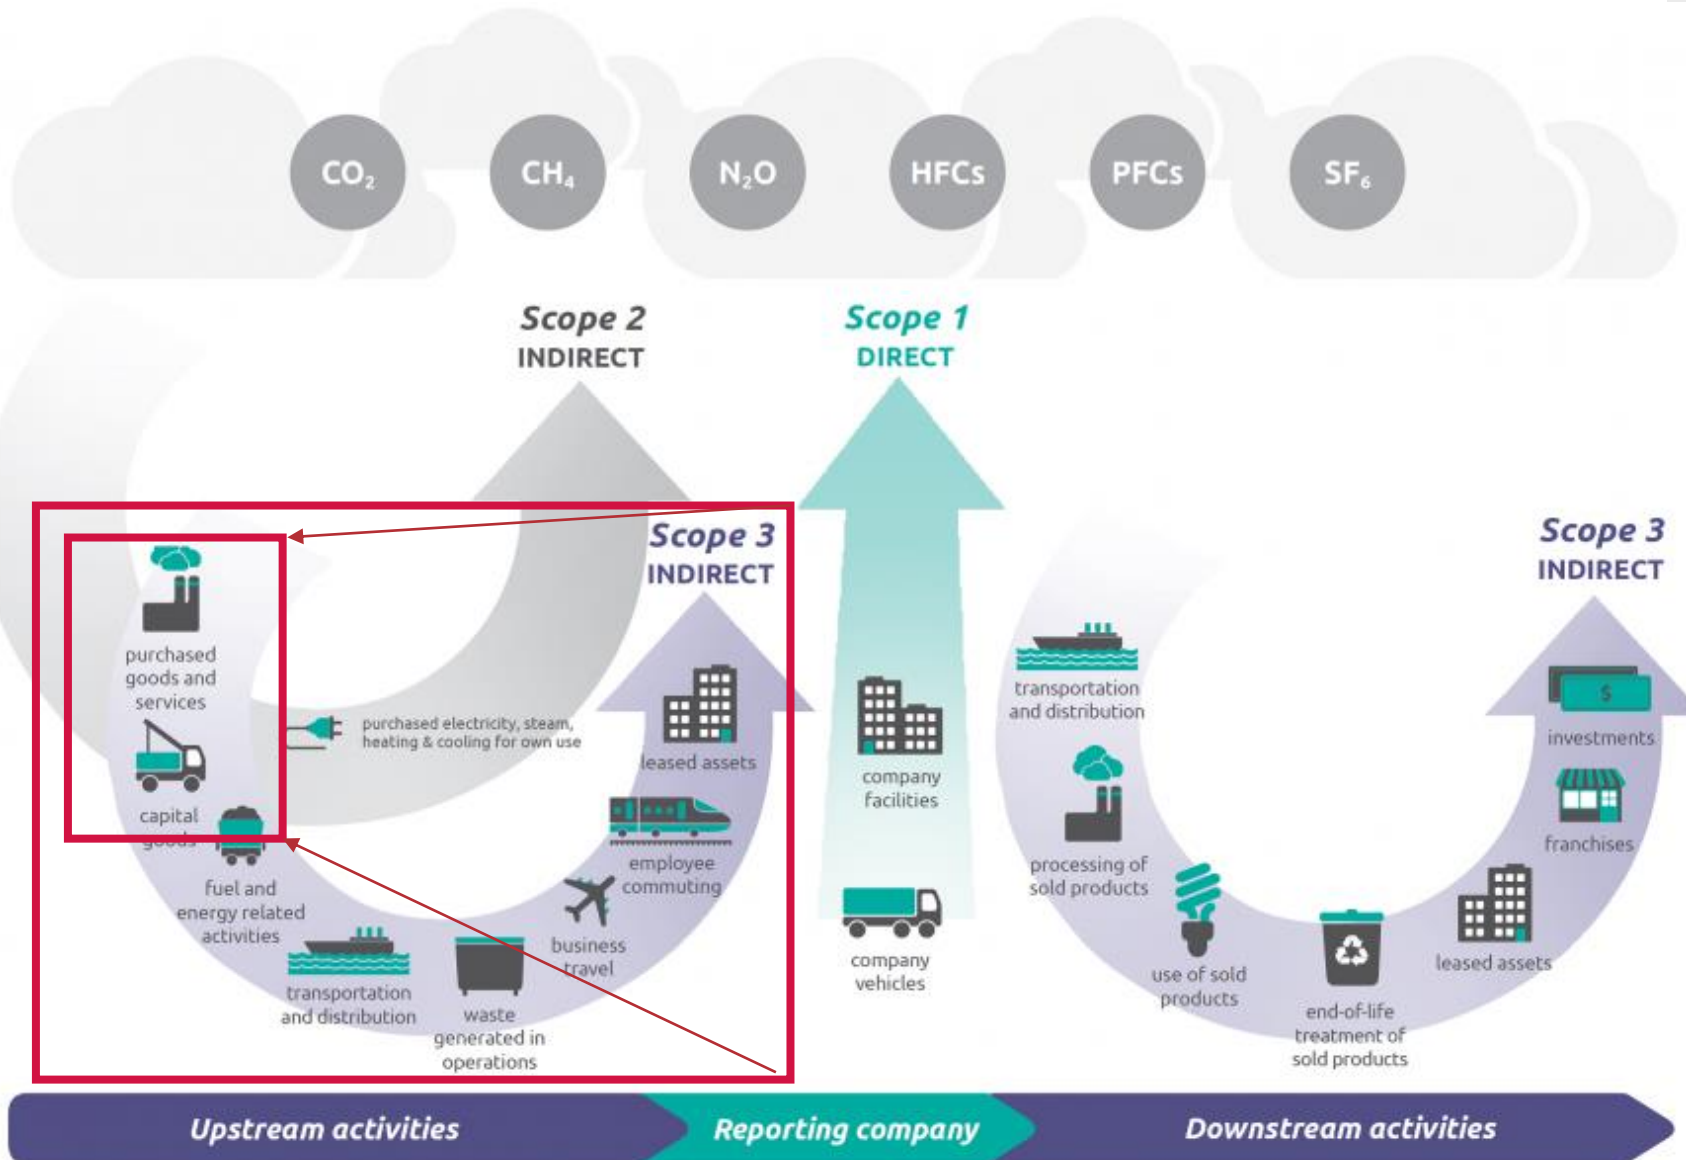 CO₂
CH₄
N₂O
HFCs
PFCs
SF₆
Scope 2
INDIRECT
Scope 1
DIRECT
Scope 3
INDIRECT
Scope 3
INDIRECT
purchased
goods and
services
capital
goods
fuel and
energy related
activities
transportation
and distribution
waste
generated in
operations
business
travel
employee
commuting
leased assets
purchased electricity, steam,
heating & cooling for own use
company
facilities
company
vehicles
transportation
and distribution
processing of
sold products
use of sold
products
end-of-life
treatment of
sold products
leased assets
franchises
$
investments
Upstream activities
Reporting company
Downstream activities